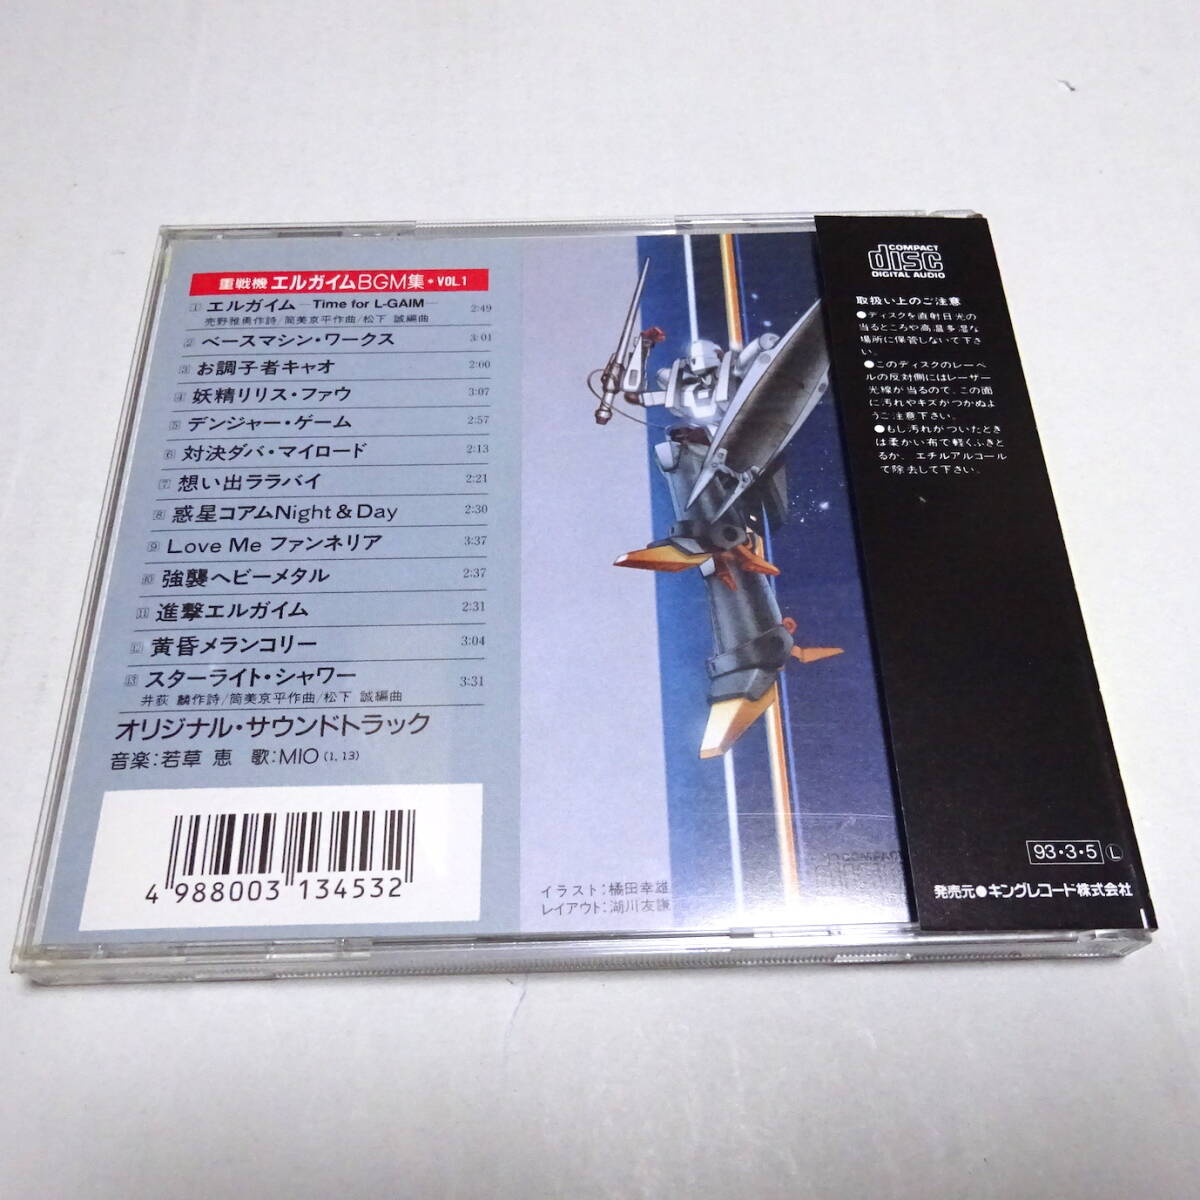 重戦機 エルガイムBGM集•VOL.1
1 エルガイム—Time for L-GAIM— 2:49
売野雅勇作詩/筒美京平作曲/松下 誠編曲
2 ベースマシン・ワークス 3:01
3 お調子者キャオ 2:00
4 妖精リリス・ファウ 3:07
5 デンジャー・ゲーム 2:57
6 対決ダバ・マイロード 2:13
7 想い出ララバイ 2:21
8 惑星コアムNight & Day 2:30
9 Love Me ファンネリア 3:37
10 強襲ヘビーメタル 2:37
11 進撃エルガイム 2:31
12 黄昏メランコリー 3:04
13 スターライト・シャワー 3:31
井荻 麟作詩/筒美京平作曲/松下 誠編曲
オリジナル・サウンドトラック
音楽:若草 恵 歌:MIO (1, 13)
4 988003 134532
イラスト:橘田幸雄
レイアウト:湖川友謙
COMPACT
disc
DIGITAL AUDIO
取扱い上のご注意
●ディスクを直射日光の
当るところや高温多湿な
場所に保管しないで下さ
い。
●このディスクのレーベ
ルの反対側にはレーザー
光線が当るので、この面
に汚れやキズがつかぬよ
うご注意下さい。
●もし汚れがついたとき
は柔かい布で軽くふきと
るか、エチルアルコール
で除去して下さい。
93・3・5 L
発売元●キングレコード株式会社